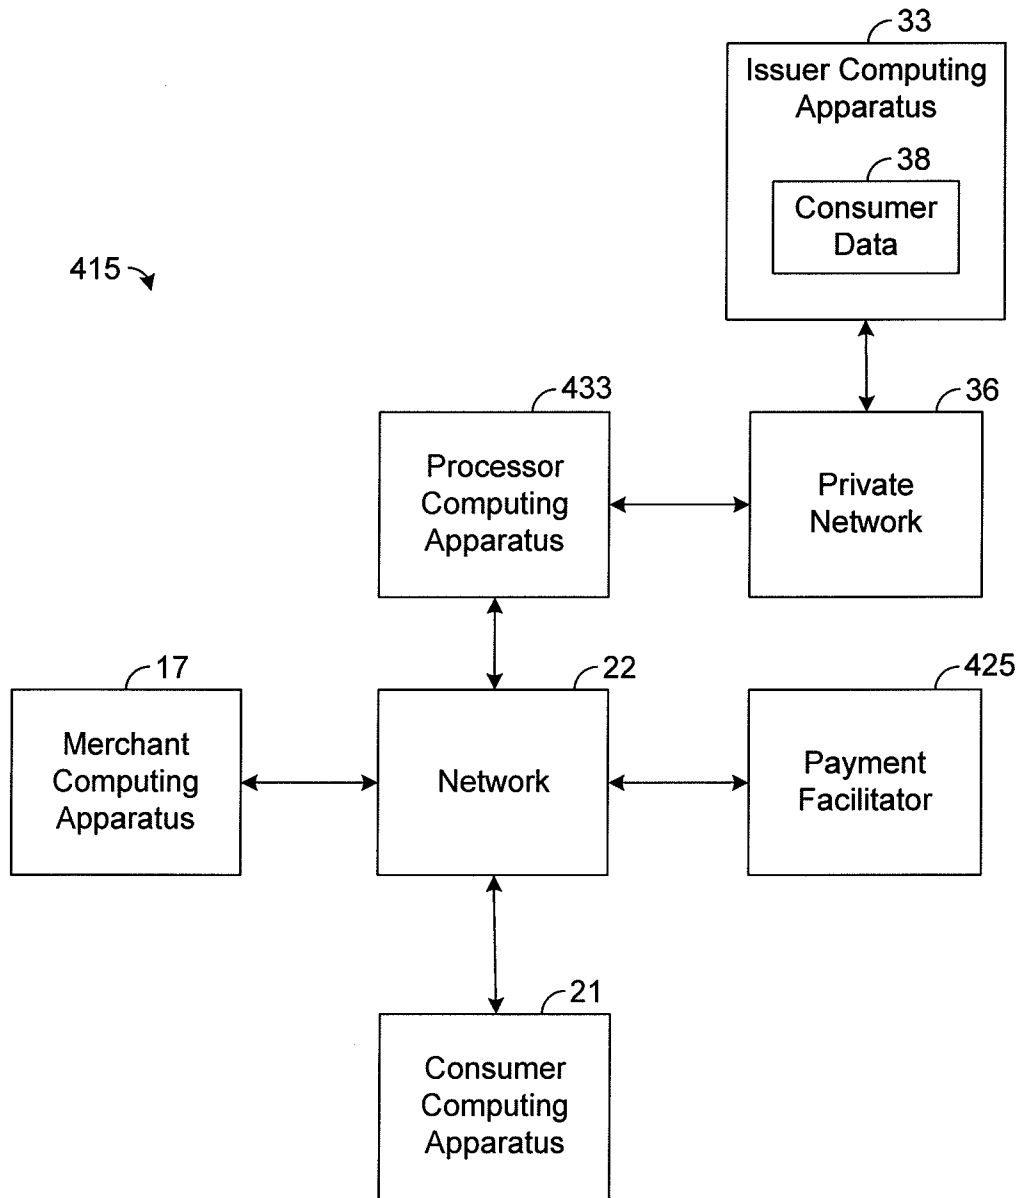 33
Issuer Computing
Apparatus
38
Consumer
Data
415
433
Processor
Computing
Apparatus
36
Private
Network
17
Merchant
Computing
Apparatus
22
Network
425
Payment
Facilitator
21
Consumer
Computing
Apparatus